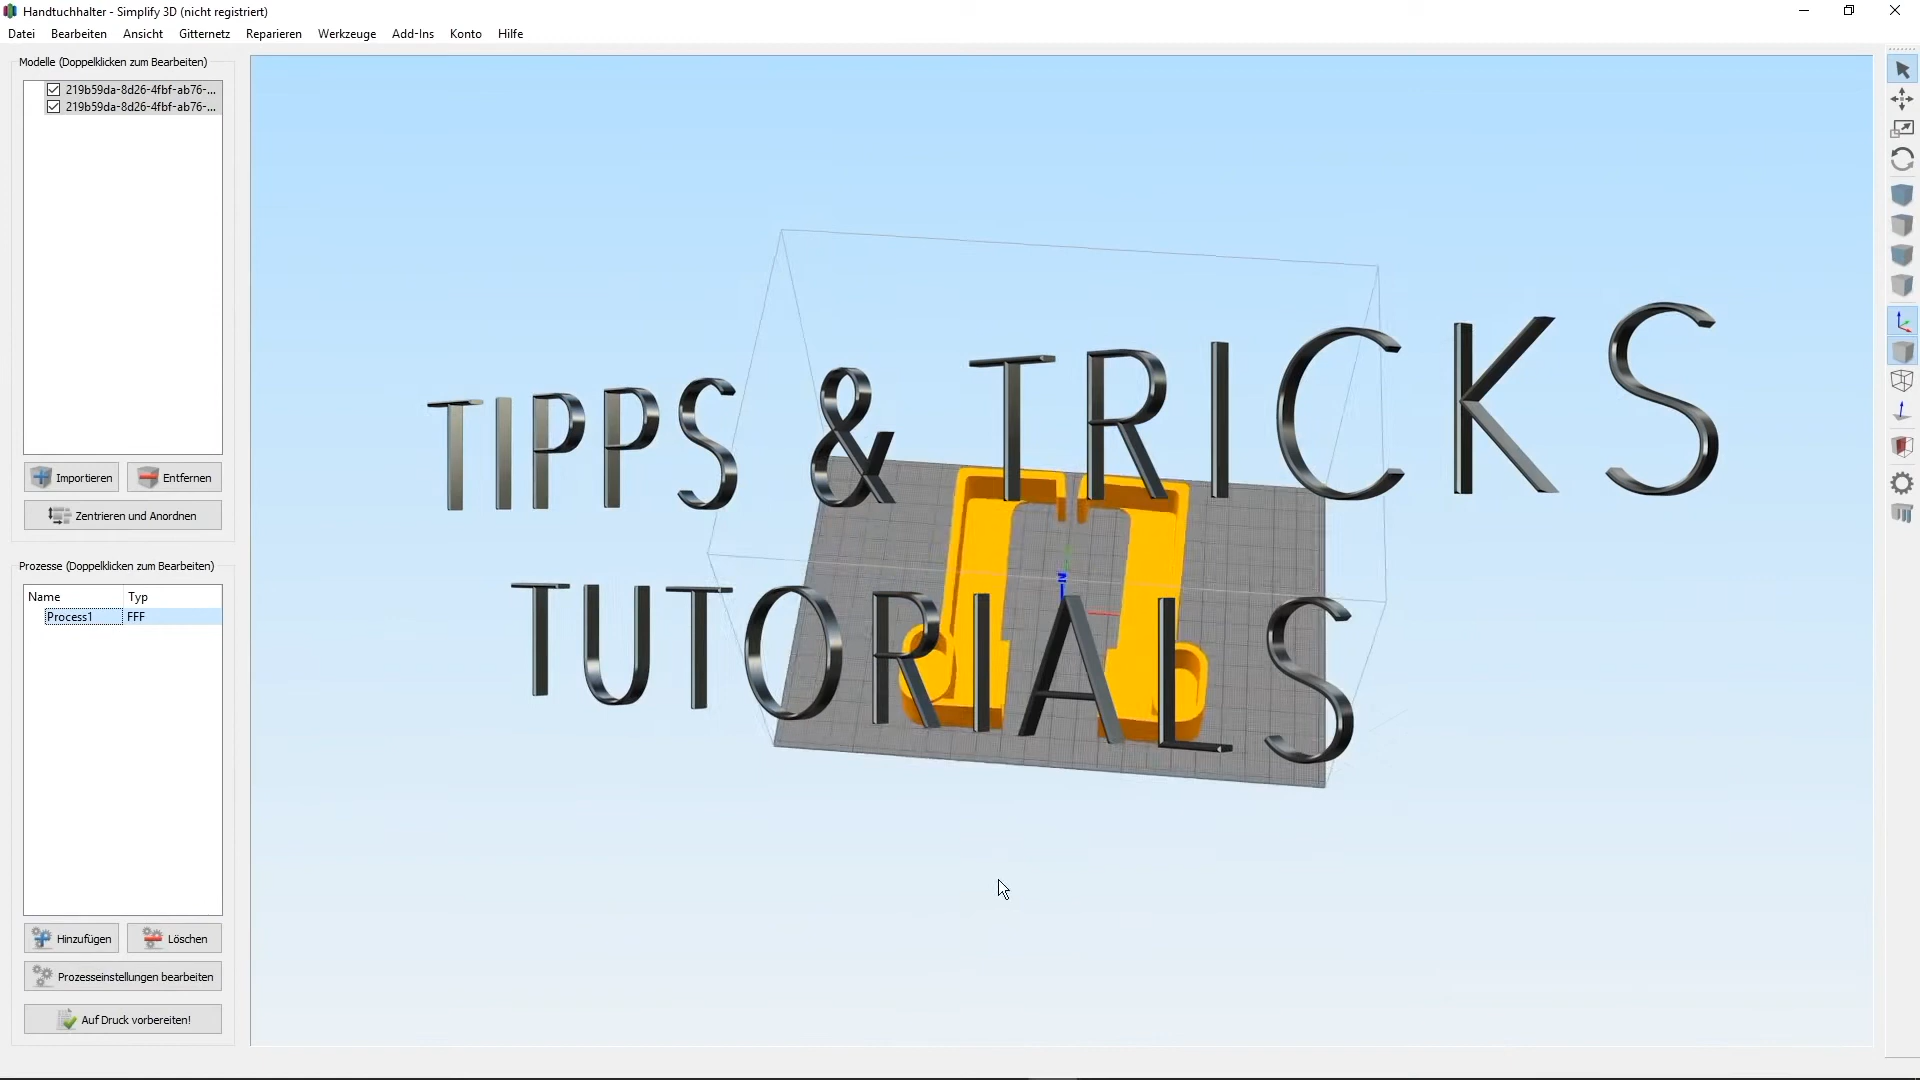 Handtuchhalter - Simplify 3D (nicht registriert)
Datei Bearbeiten Ansicht Gitternetz Reparieren Werkzeuge Add-Ins Konto Hilfe
Modelle (Doppelklicken zum Bearbeiten)
219b59da-8d26-4fbf-ab76-...
219b59da-8d26-4fbf-ab76-...
Importieren Entfernen
Zentrieren und Anordnen
Prozesse (Doppelklicken zum Bearbeiten)
Name Typ
Process1 FFF
Hinzufügen Löschen
Prozesseinstellungen bearbeiten
Auf Druck vorbereiten!
TIPPS & TRICKS
TUTORIALS